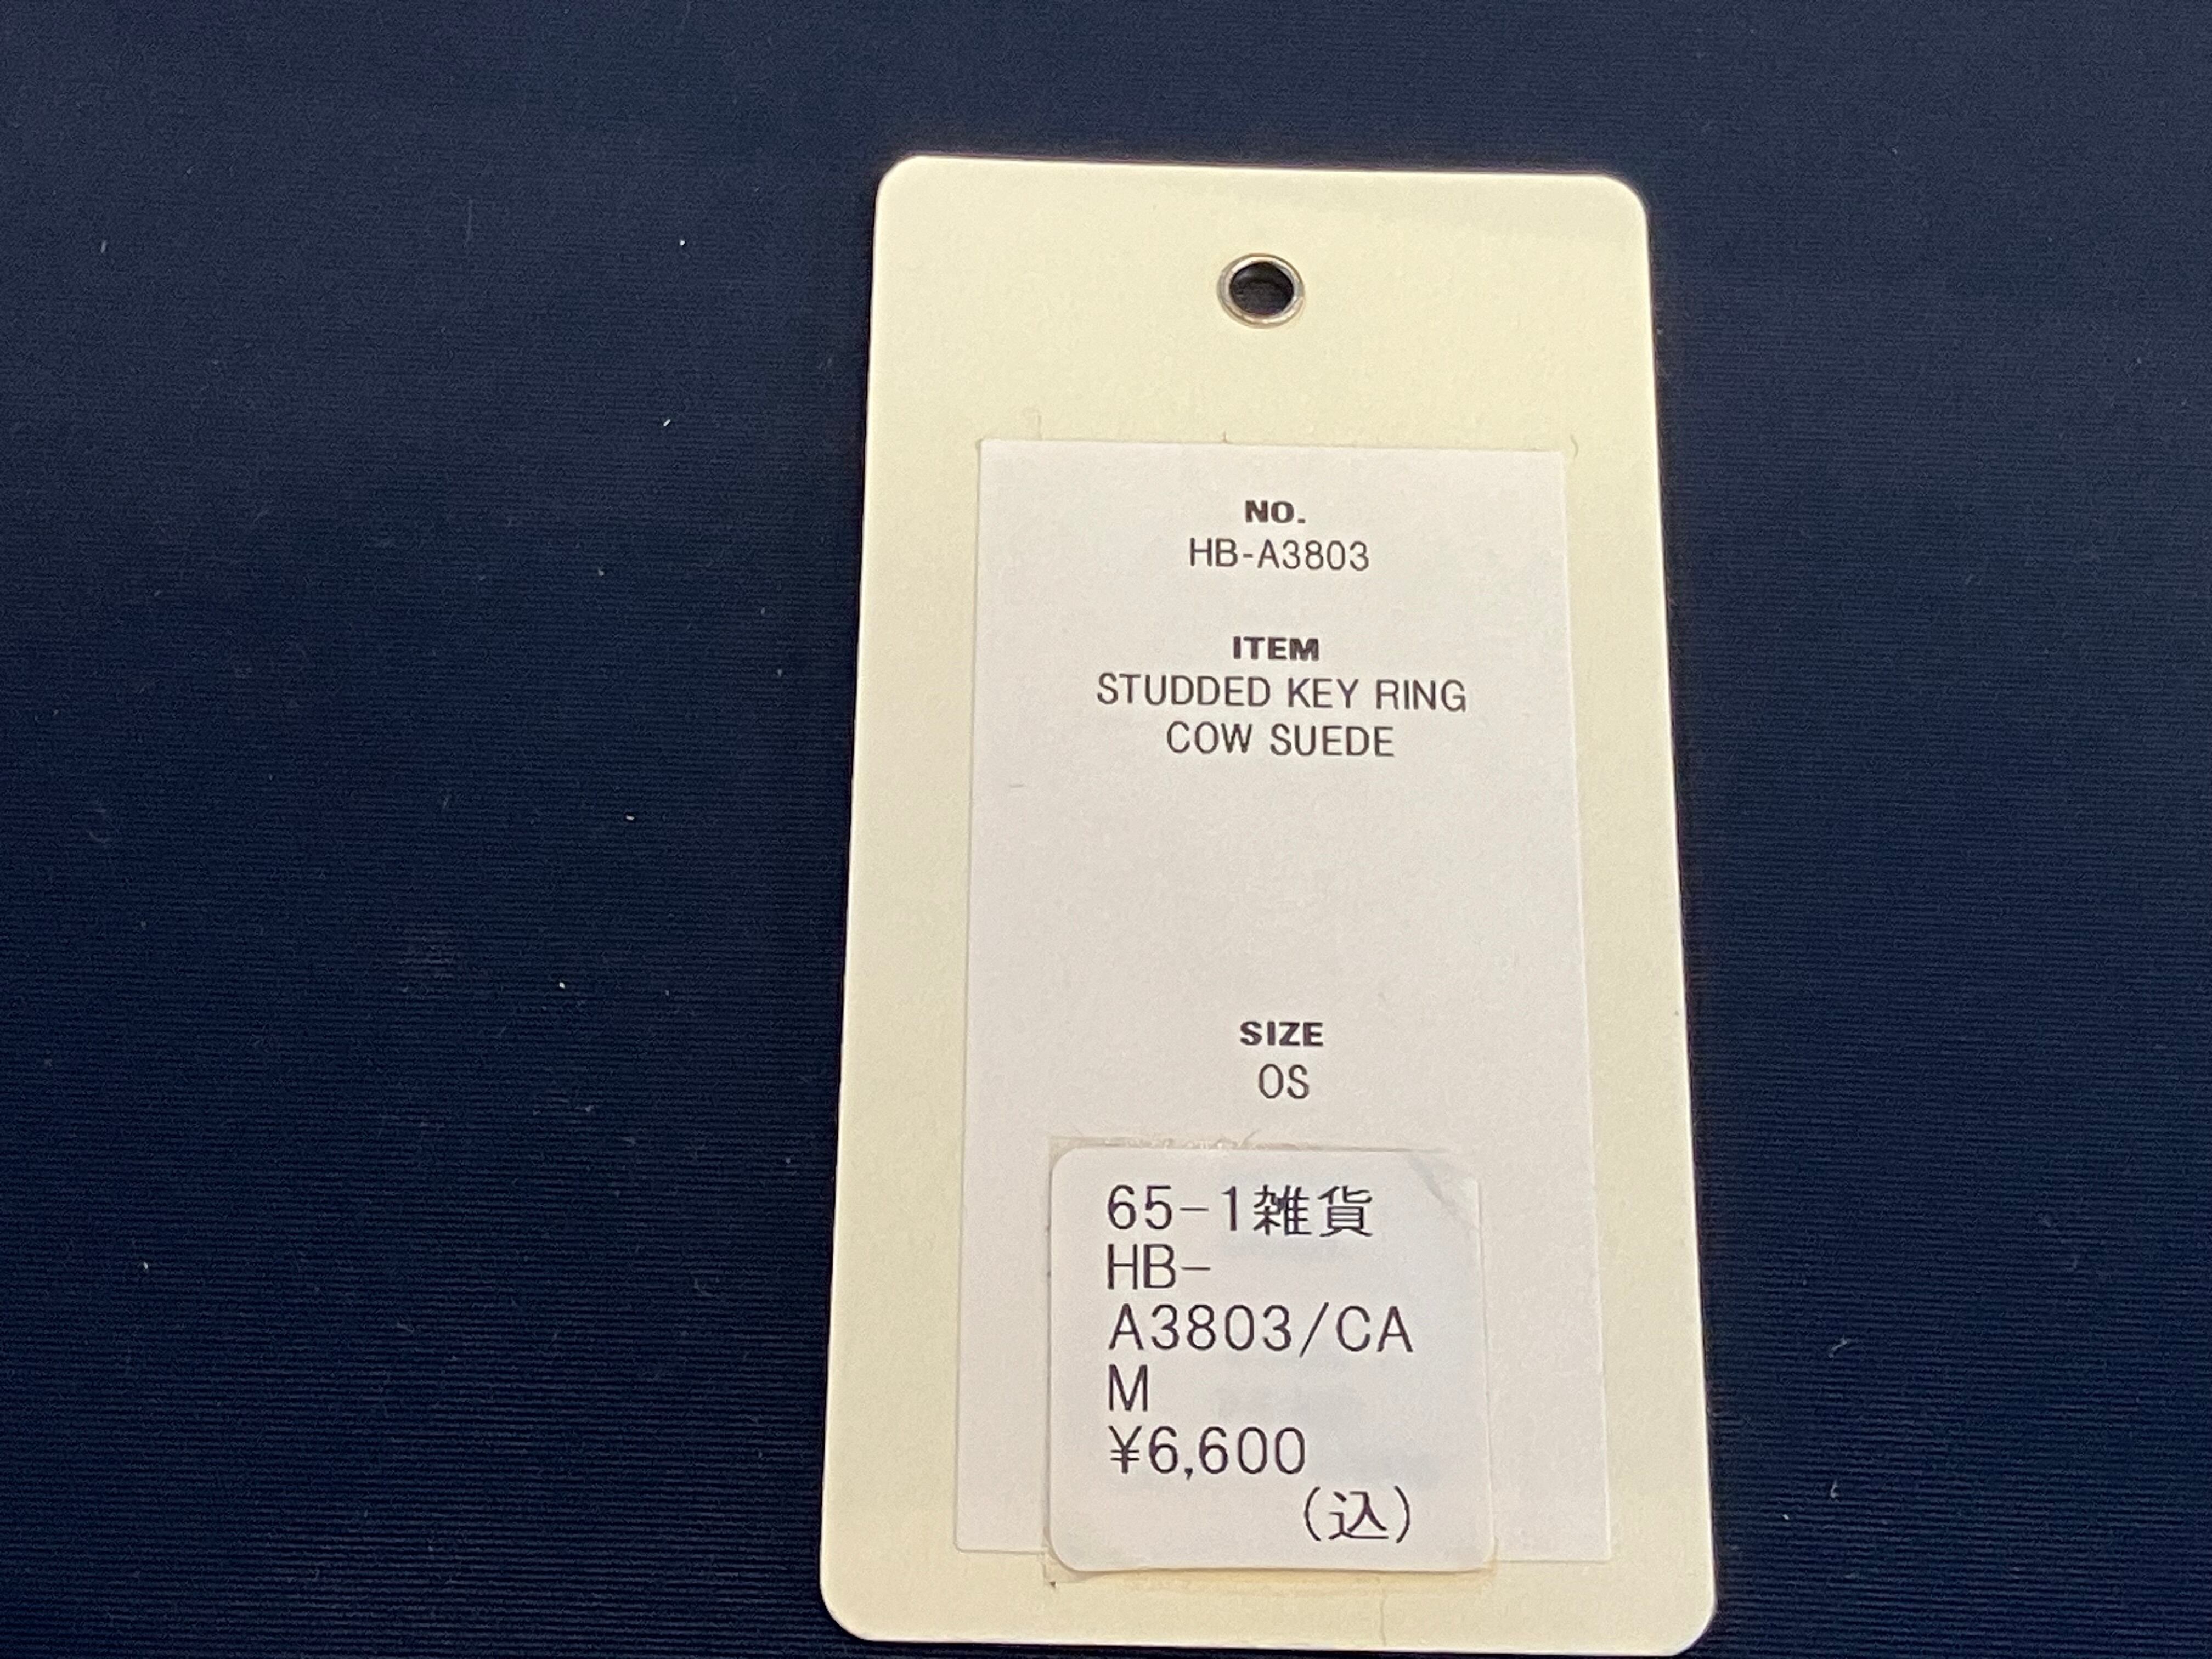 NO.
HB-A3803
ITEM
STUDDED KEY RING
COW SUEDE
SIZE
OS
65-1雑貨
HB-
A3803/CA
M
¥6,600
(込)